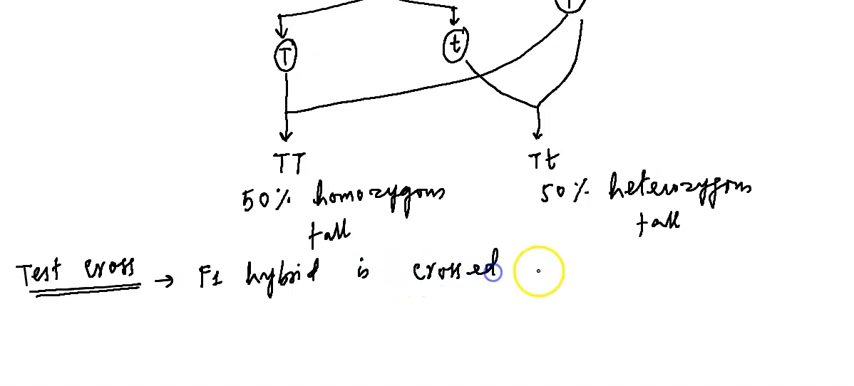 T t T
TT Tt
50% homozygous 50% heterozygous
tall tall
Test cross → F1 hybrid is crossed